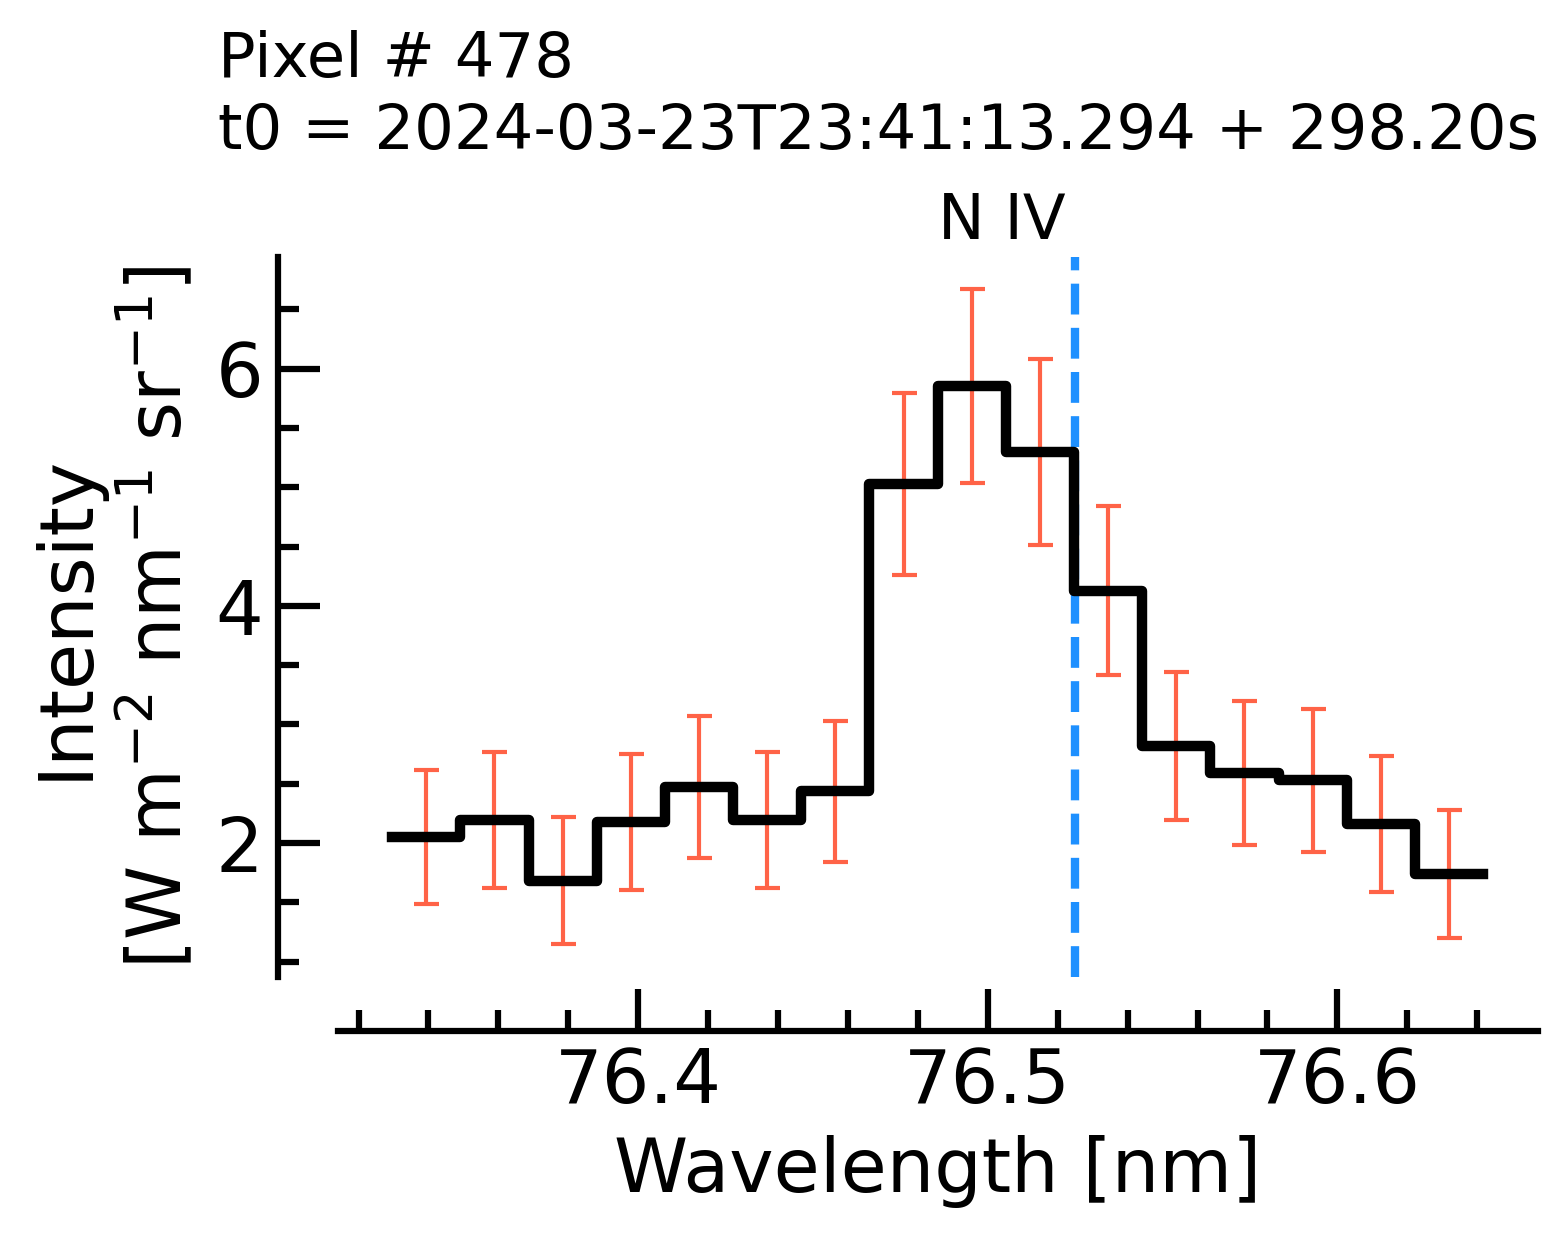 Pixel # 478
t0 = 2024-03-23T23:41:13.294 + 298.20s
N IV
Intensity
[W m⁻² nm⁻¹ sr⁻¹]
6
4
2
76.4 76.5 76.6
Wavelength [nm]